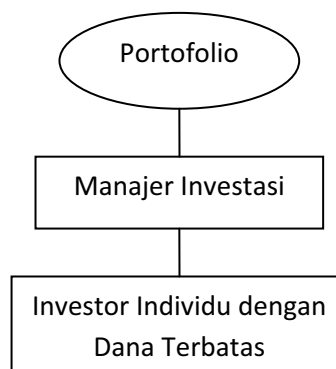 Portofolio
Manajer Investasi
Investor Individu dengan
Dana Terbatas